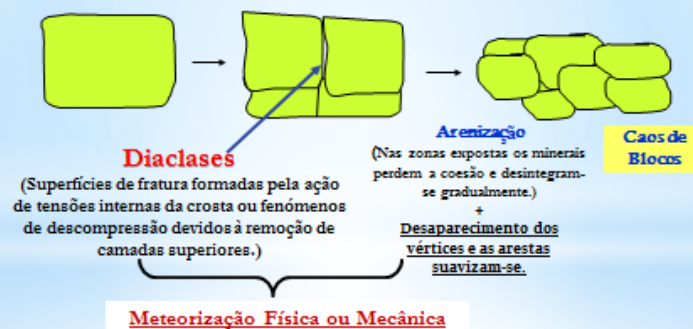 Diaclases
(Superfícies de fratura formadas pela ação
de tensões internas da crosta ou fenómenos
de descompressão devidos à remoção de
camadas superiores.)
Arenização
(Nas zonas expostas os minerais
perdem a coesão e desintegram-
se gradualmente.)
+
Desaparecimento dos
vértices e as arestas
suavizam-se.
Caos de
Blocos
Meteorização Física ou Mecânica